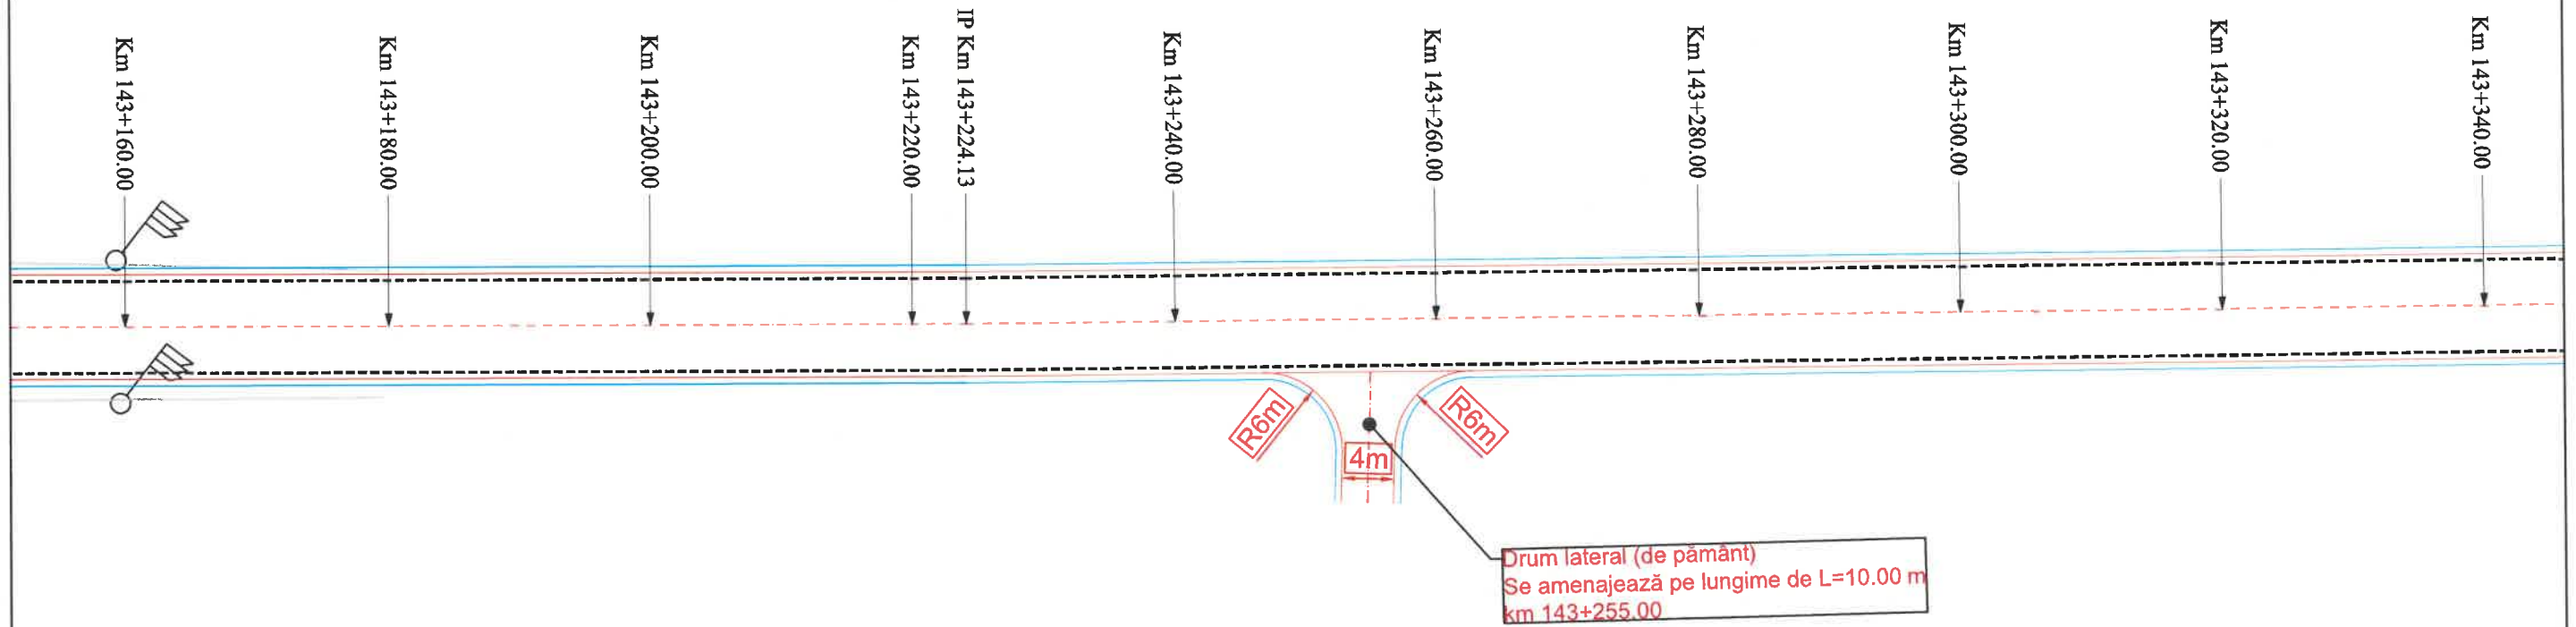 Km 143+160.00
Km 143+180.00
Km 143+200.00
Km 143+220.00
IP Km 143+224.13
Km 143+240.00
Km 143+260.00
Km 143+280.00
Km 143+300.00
Km 143+320.00
Km 143+340.00
R6m
R6m
4m
Drum lateral (de pământ)
Se amenajează pe lungime de L=10.00 m
km 143+255.00